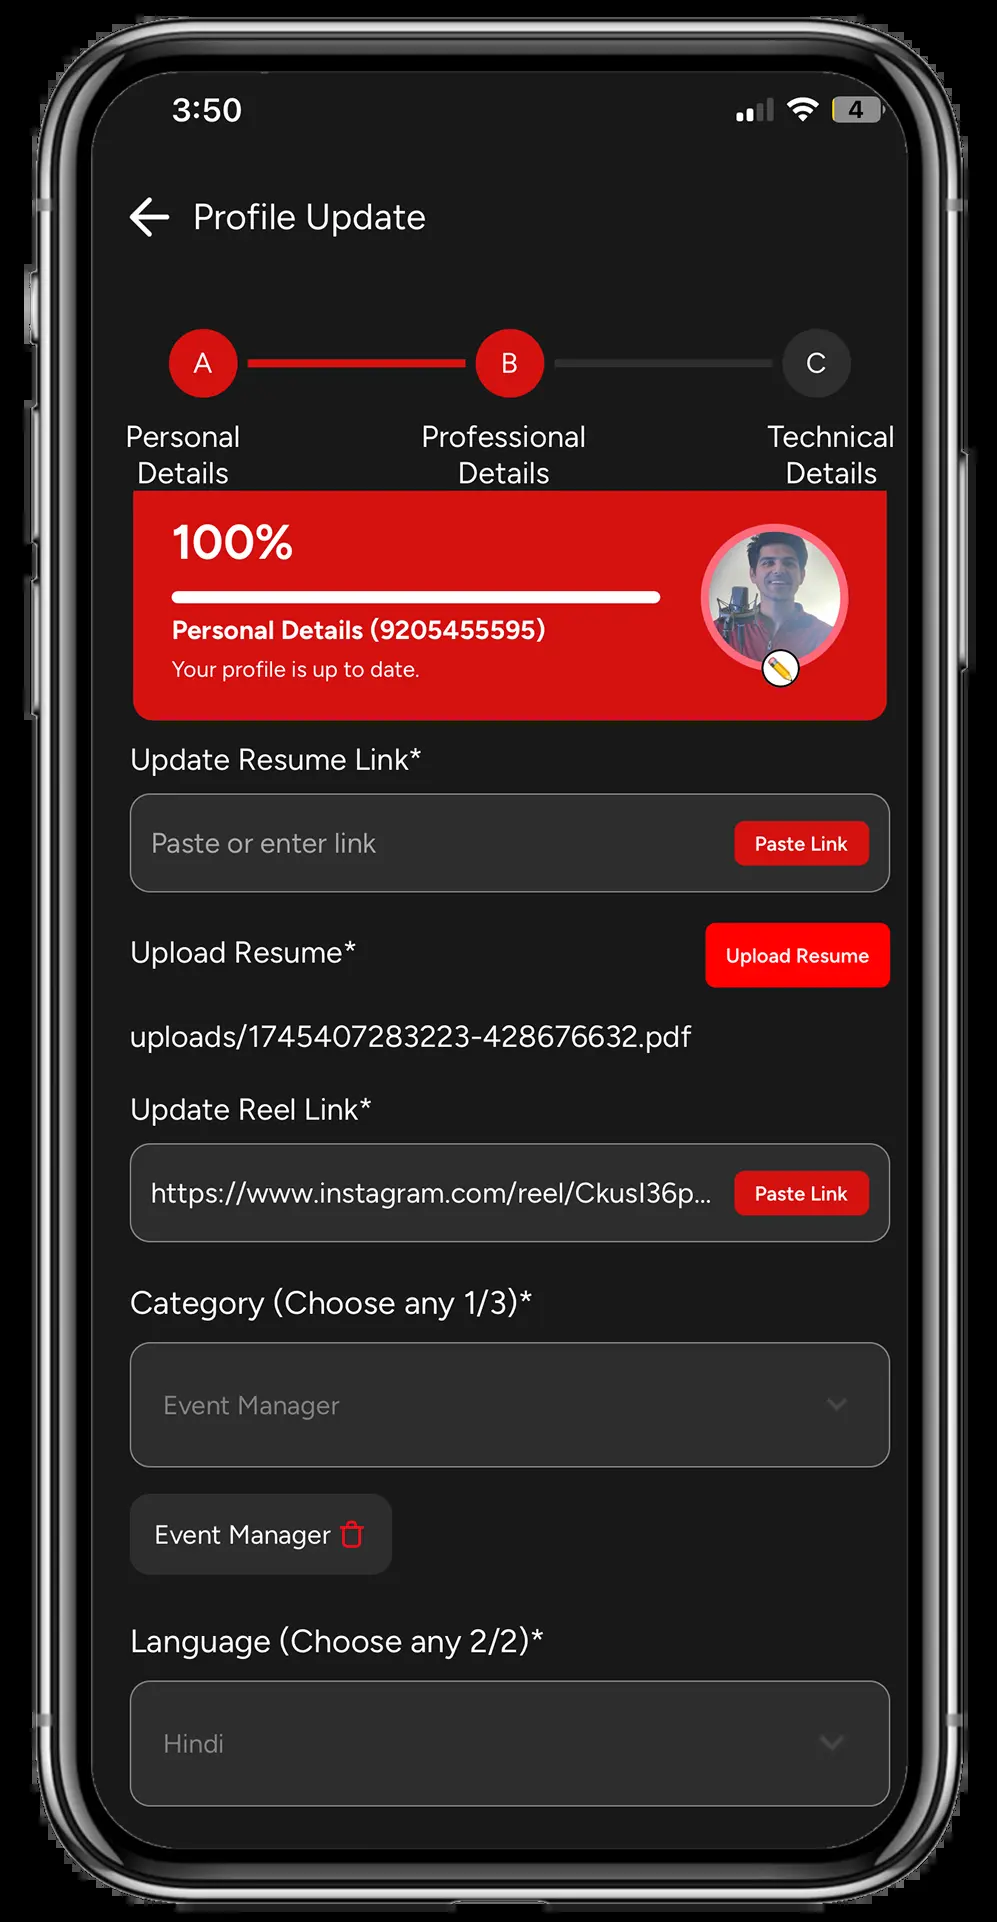 3:50
4
Profile Update
A
B
C
Personal
Details
Professional
Details
Technical
Details
100%
Personal Details (9205455595)
Your profile is up to date.
Update Resume Link*
Paste or enter link
Paste Link
Upload Resume*
Upload Resume
uploads/1745407283223-428676632.pdf
Update Reel Link*
https://www.instagram.com/reel/CkusI36p...
Paste Link
Category (Choose any 1/3)*
Event Manager
Event Manager
Language (Choose any 2/2)*
Hindi